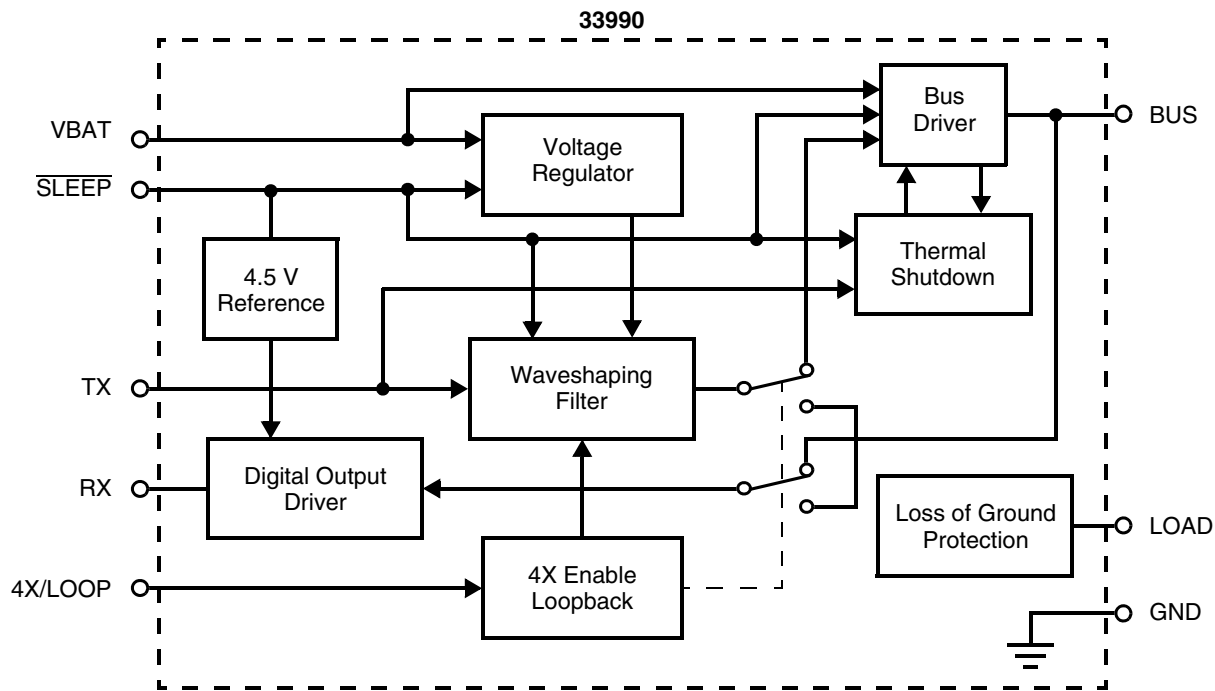 33990
VBAT
SLEEP
TX
RX
4X/LOOP
Voltage
Regulator
4.5 V
Reference
Waveshaping
Filter
Digital Output
Driver
4X Enable
Loopback
Bus
Driver
Thermal
Shutdown
Loss of Ground
Protection
BUS
LOAD
GND